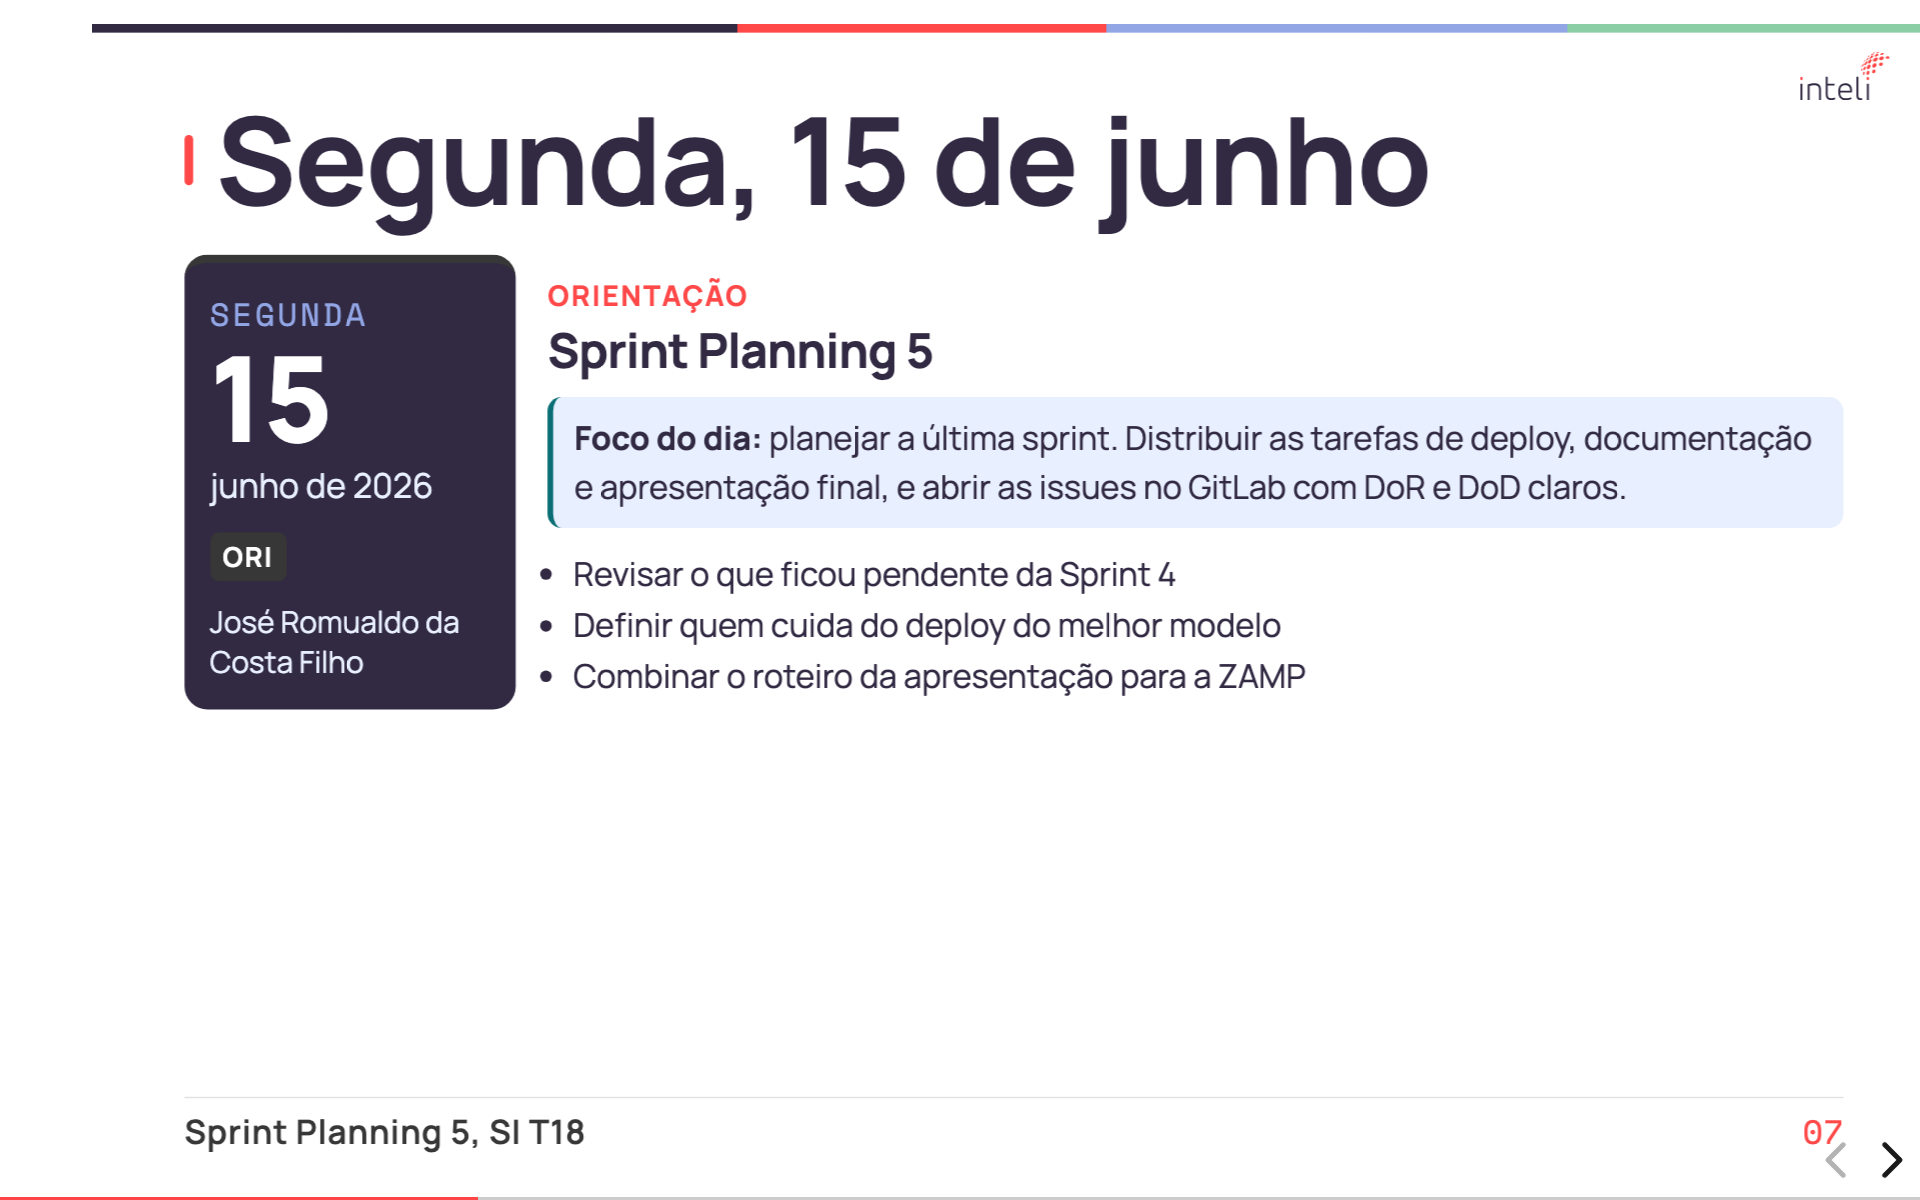 inteli
Segunda, 15 de junho
SEGUNDA
15
junho de 2026
ORI
José Romualdo da
Costa Filho
ORIENTAÇÃO
Sprint Planning 5
Foco do dia: planejar a última sprint. Distribuir as tarefas de deploy, documentação
e apresentação final, e abrir as issues no GitLab com DoR e DoD claros.
• Revisar o que ficou pendente da Sprint 4
• Definir quem cuida do deploy do melhor modelo
• Combinar o roteiro da apresentação para a ZAMP
Sprint Planning 5, SI T18
07